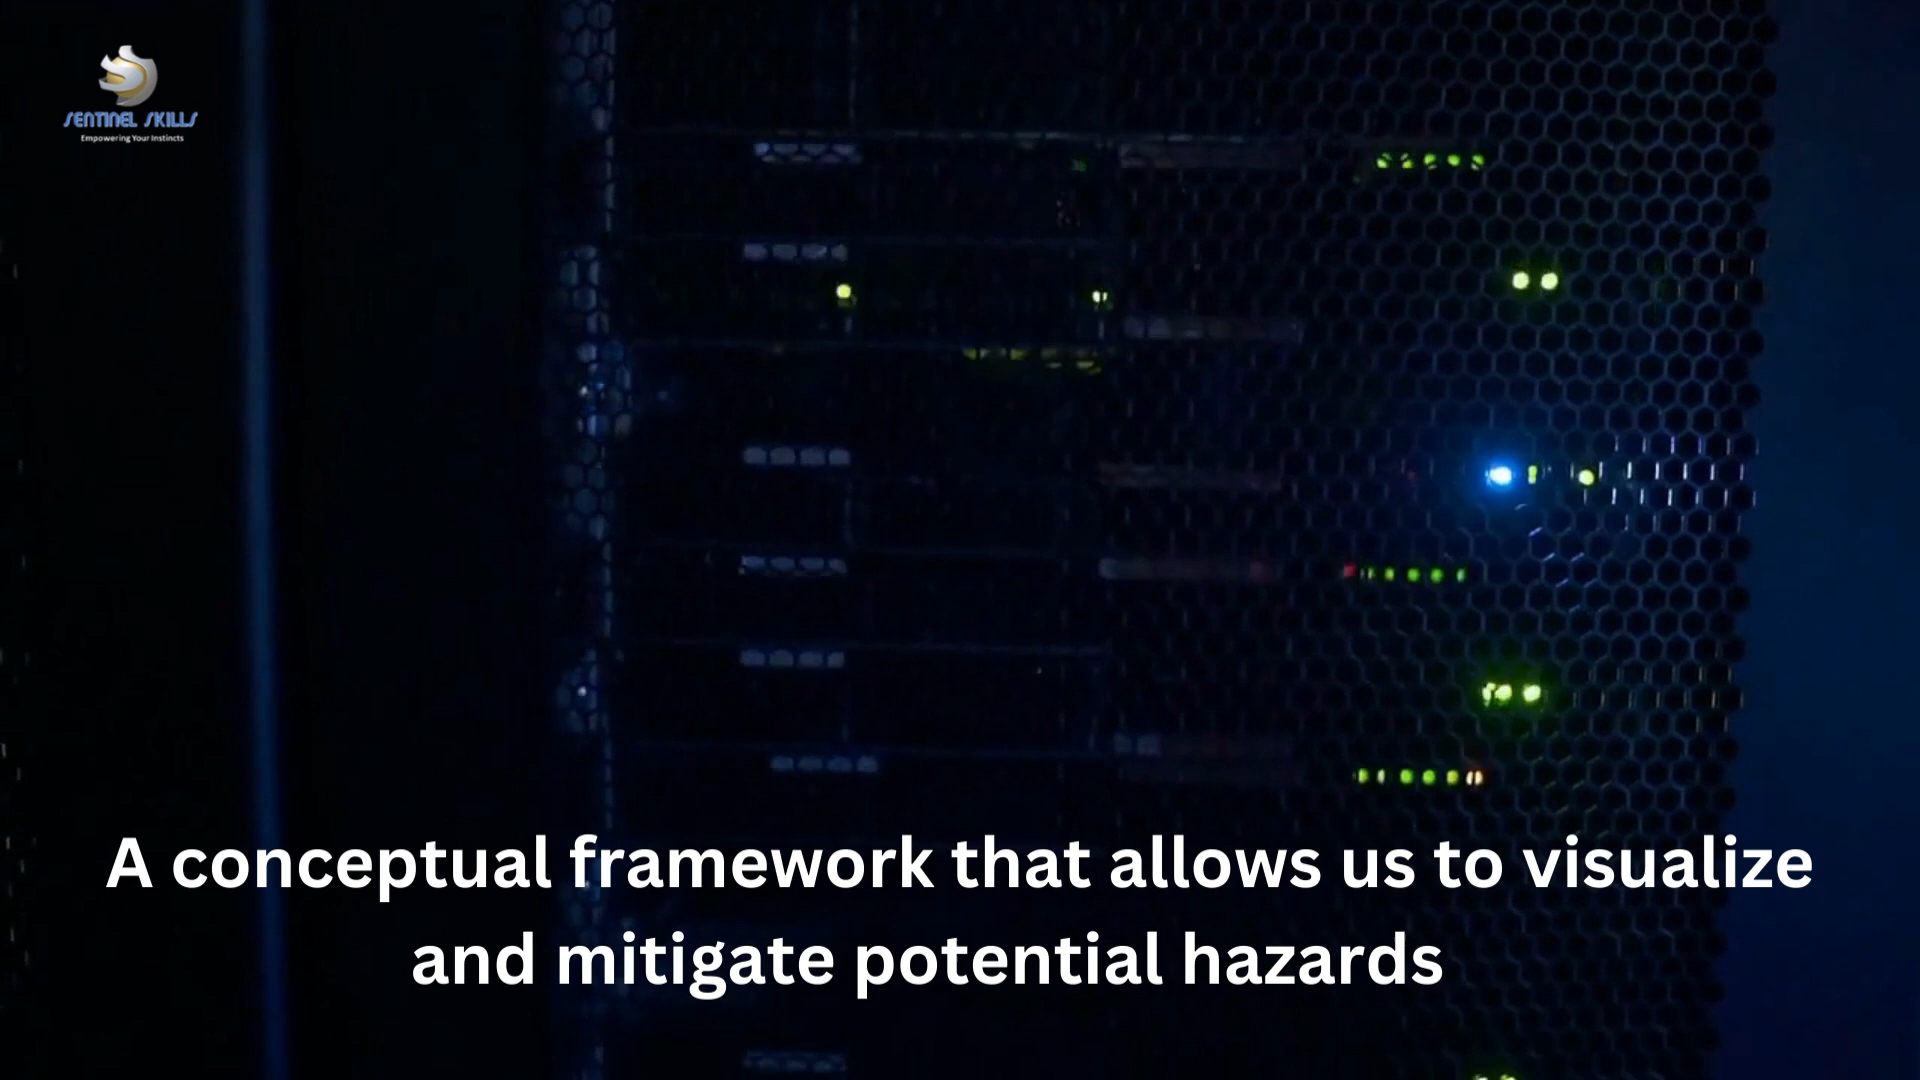 SENTINEL SKILLS
Empowering Your Instincts
A conceptual framework that allows us to visualize
and mitigate potential hazards